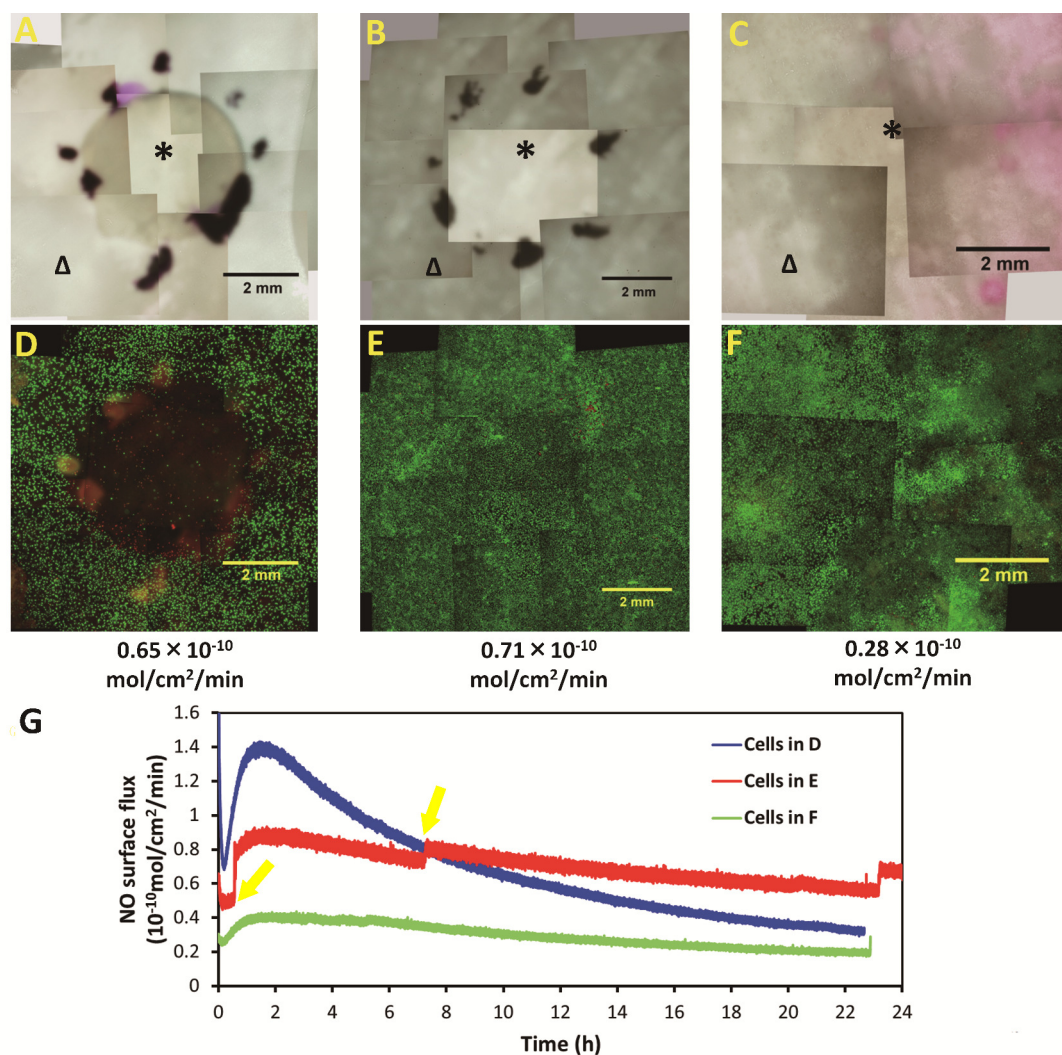 A
B
C
*
*
*
Δ
Δ
Δ
2 mm
2 mm
2 mm
D
E
F
2 mm
2 mm
2 mm
0.65 × 10⁻¹⁰
mol/cm²/min
0.71 × 10⁻¹⁰
mol/cm²/min
0.28 × 10⁻¹⁰
mol/cm²/min
G
NO surface flux
(10⁻¹⁰mol/cm²/min)
1.6
1.4
1.2
1
0.8
0.6
0.4
0.2
0
Cells in D
Cells in E
Cells in F
0 2 4 6 8 10 12 14 16 18 20 22 24
Time (h)